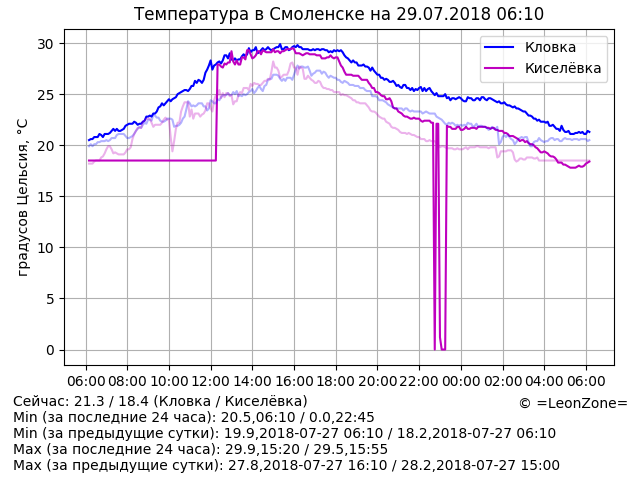 Температура в Смоленске на 29.07.2018 06:10
Кловка
Киселёвка
градусов Цельсия, °C
30
25
20
15
10
5
0
06:00 08:00 10:00 12:00 14:00 16:00 18:00 20:00 22:00 00:00 02:00 04:00 06:00
Сейчас: 21.3 / 18.4 (Кловка / Киселёвка)
© =LeonZone=
Min (за последние 24 часа): 20.5,06:10 / 0.0,22:45
Min (за предыдущие сутки): 19.9,2018-07-27 06:10 / 18.2,2018-07-27 06:10
Max (за последние 24 часа): 29.9,15:20 / 29.5,15:55
Max (за предыдущие сутки): 27.8,2018-07-27 16:10 / 28.2,2018-07-27 15:00